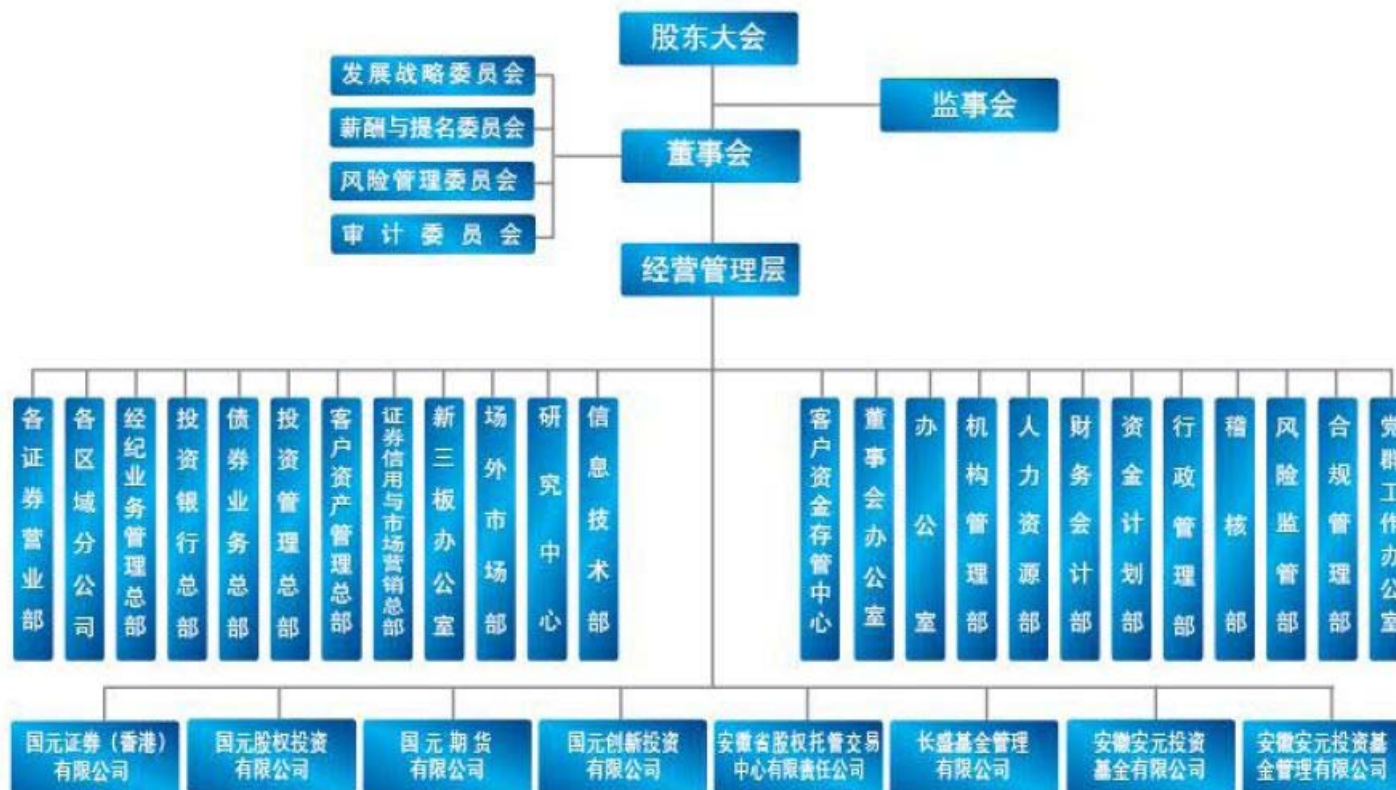 股东大会
发展战略委员会
监事会
薪酬与提名委员会
董事会
风险管理委员会
审计委员会
经营管理层
各证券营业部
各区域分公司
经纪业务管理总部
投资银行总部
债券业务总部
投资管理总部
客户资产管理总部
证券信用与市场营销总部
新三板办公室
场外市场部
研究中心
信息技术部
客户资金存管中心
董事会办公室
办公室
机构管理部
人力资源部
财务会计部
资金计划部
行政管理部
稽核部
风险监管部
合规管理部
党群工作办公室
国元证券（香港）
有限公司
国元股权投资
有限公司
国元期货
有限公司
国元创新投资
有限公司
安徽省股权托管交易
中心有限责任公司
长盛基金管理
有限公司
安徽安元投资
基金有限公司
安徽安元投资基
金管理有限公司